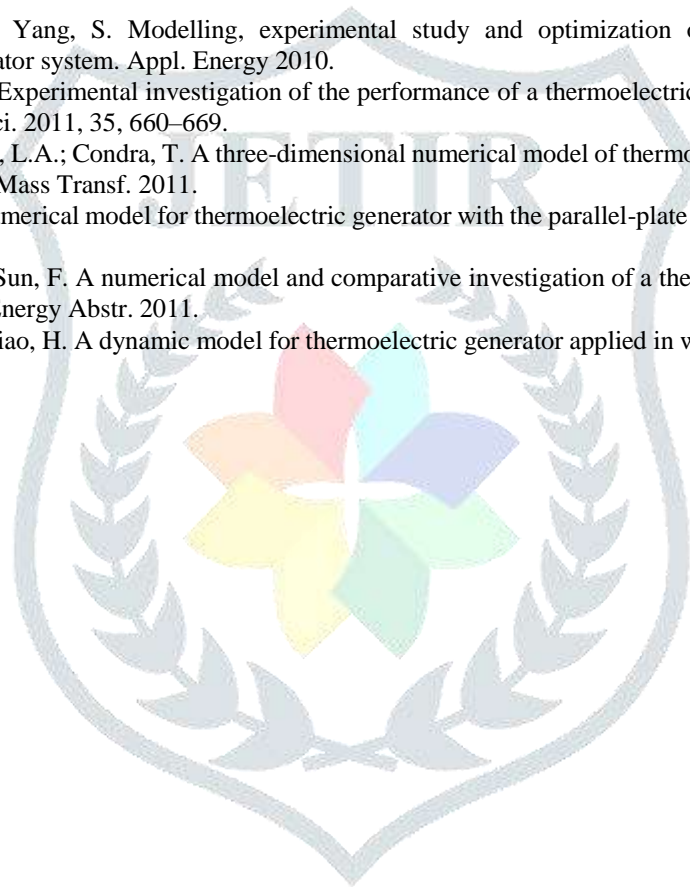 Yang, S. Modelling, experimental study and optimization
ator system. Appl. Energy 2010.
Experimental investigation of the performance of a thermoelectric
ci. 2011, 35, 660–669.
, L.A.; Condra, T. A three-dimensional numerical model of thermo
Mass Transf. 2011.
merical model for thermoelectric generator with the parallel-plate
Sun, F. A numerical model and comparative investigation of a the
Energy Abstr. 2011.
iao, H. A dynamic model for thermoelectric generator applied in w
JETIR